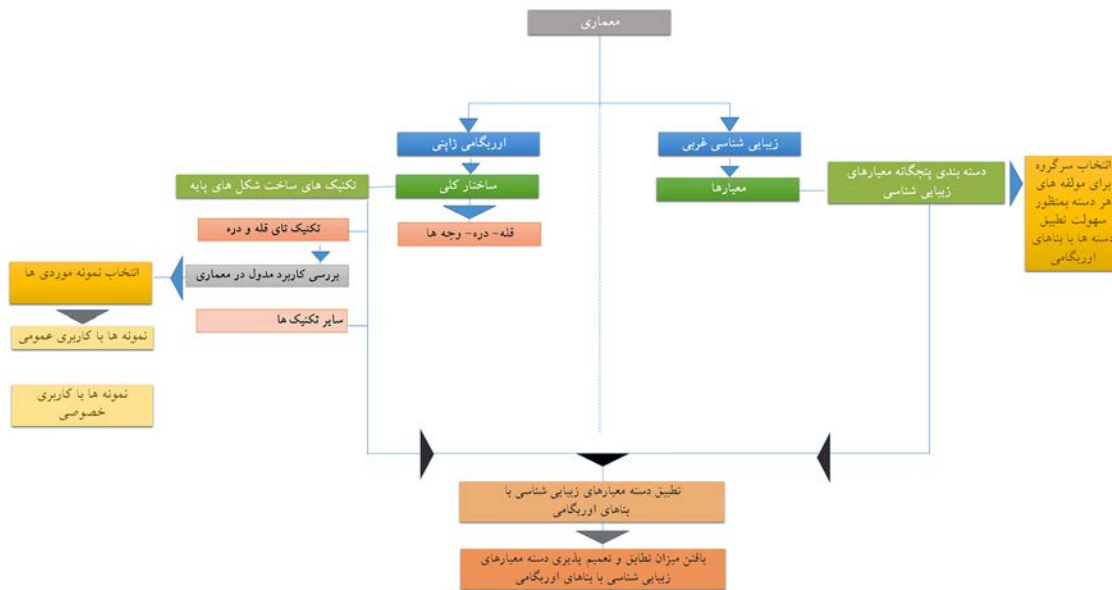 معماری
زیبایی شناسی غربی
معیارها
دسته بندی پنجگانه معیارهای
زیبایی شناسی
انتخاب سرگروه
برای مولفه های
هر دسته بمنظور
سهولت تطبیق
دسته ها با بناهای
اوریگامی
اوریگامی ژاپنی
ساختار کلی
قله- دره- وجه ها
تکنیک های ساخت شکل های پایه
تکنیک تای قله و دره
بررسی کاربرد مدول در معماری
سایر تکنیک ها
انتخاب نمونه موردی ها
نمونه ها با کاربری عمومی
نمونه ها با کاربری
خصوصی
تطبیق دسته معیارهای زیبایی شناسی با
بناهای اوریگامی
یافتن میزان تطابق و تعمیم پذیری دسته معیارهای
زیبایی شناسی با بناهای اوریگامی